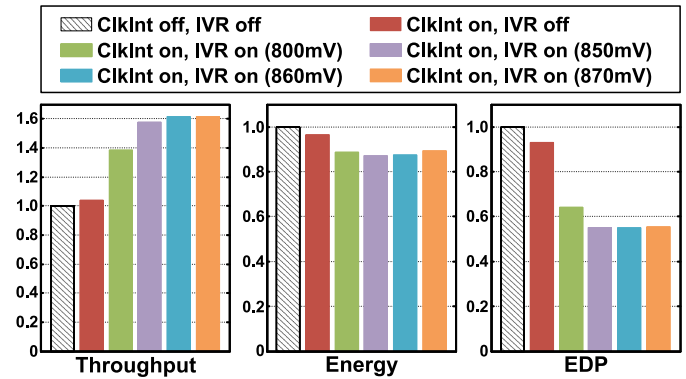 ClkInt off, IVR off
ClkInt on, IVR off
ClkInt on, IVR on (800mV)
ClkInt on, IVR on (850mV)
ClkInt on, IVR on (860mV)
ClkInt on, IVR on (870mV)
1.6
1.4
1.2
1.0
0.8
0.6
0.4
0.2
0
Throughput
1.0
0.8
0.6
0.4
0.2
0
Energy
1.0
0.8
0.6
0.4
0.2
0
EDP